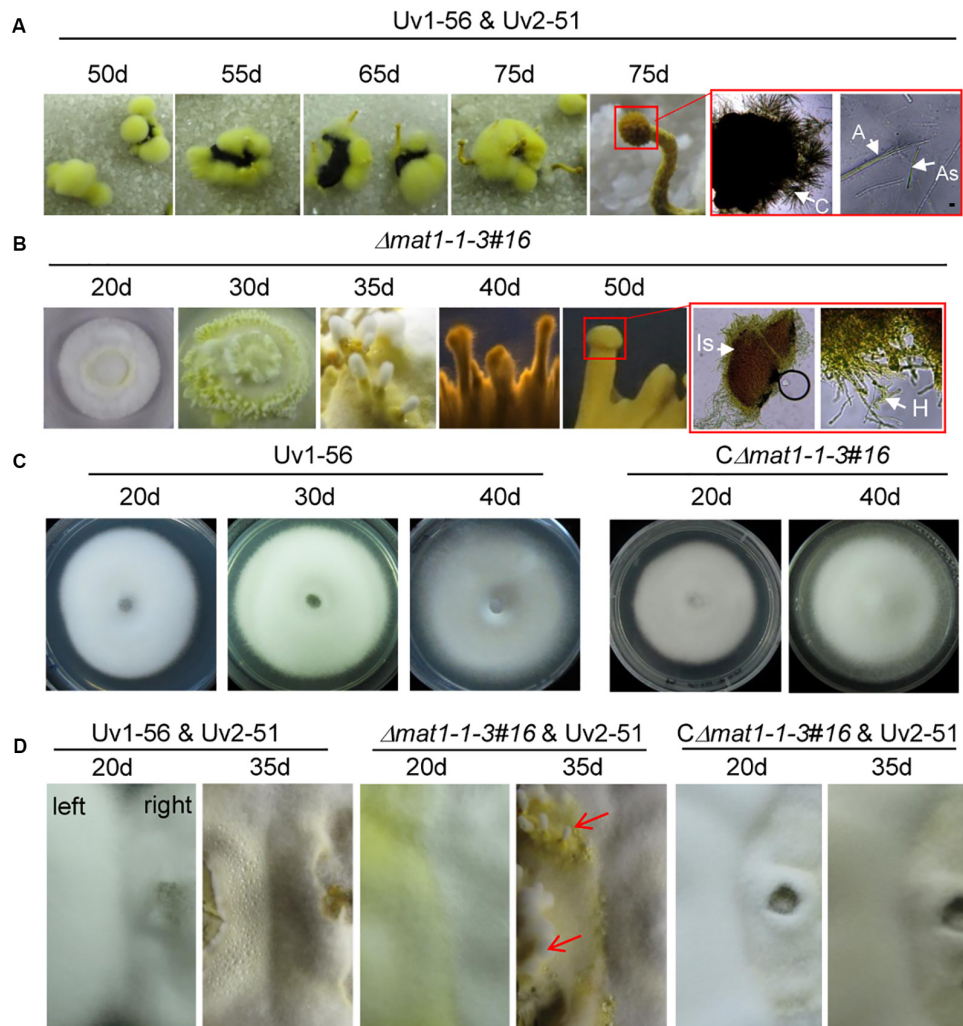 A
Uv1-56 & Uv2-51
50d 55d 65d 75d 75d
A
As
C
B
Δmat1-1-3#16
20d 30d 35d 40d 50d
Is
H
C
Uv1-56 CΔmat1-1-3#16
20d 30d 40d 20d 40d
D
Uv1-56 & Uv2-51 Δmat1-1-3#16 & Uv2-51 CΔmat1-1-3#16 & Uv2-51
20d 35d 20d 35d 20d 35d
left right